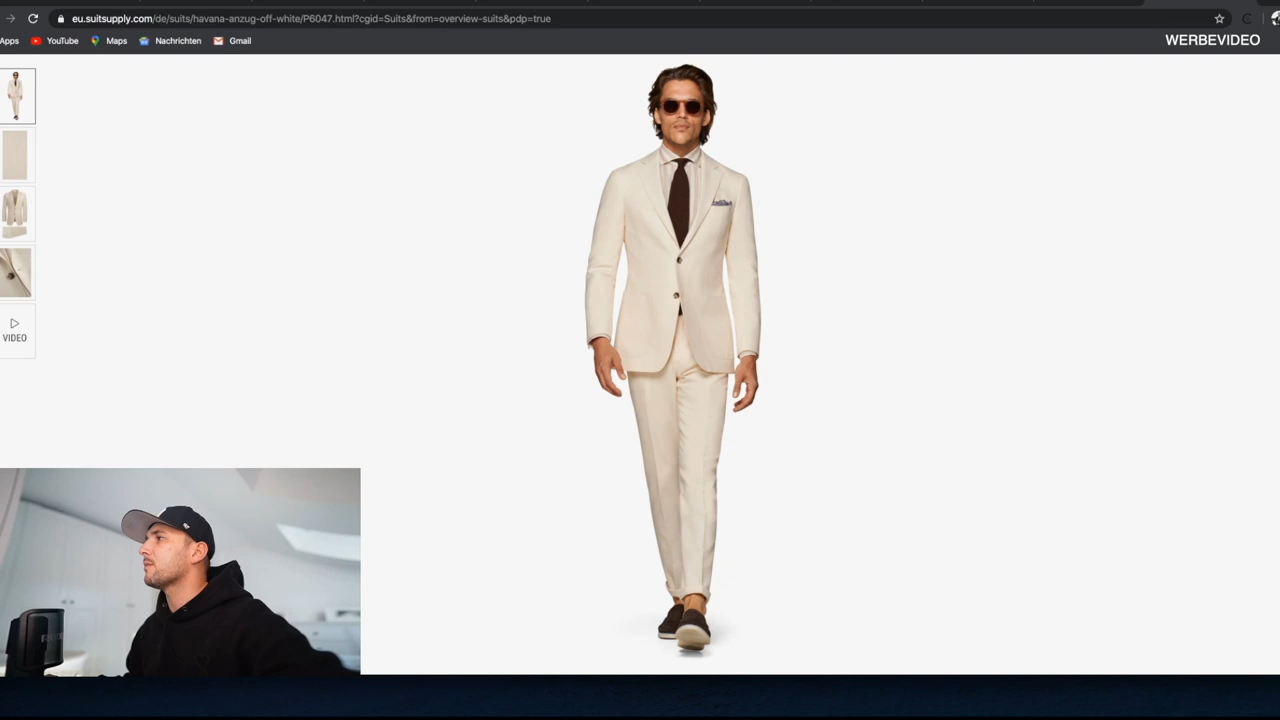 eu.suitsupply.com/de/suits/havana-anzug-off-white/P6047.html?cgid=Suits&from=overview-suits&pdp=true
Apps YouTube Maps Nachrichten Gmail
WERBEVIDEO
VIDEO